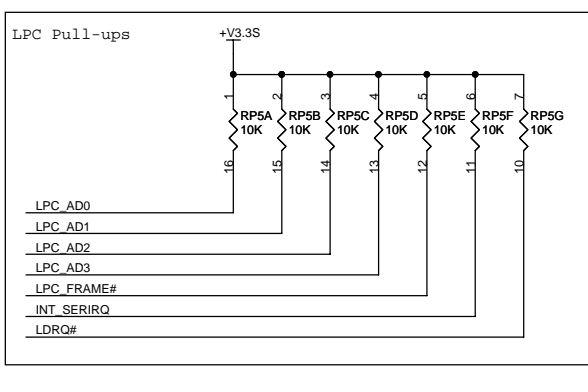 LPC Pull-ups
+V3.3S
1 2 3 4 5 6 7
RP5A RP5B RP5C RP5D RP5E RP5F RP5G
10K 10K 10K 10K 10K 10K 10K
16 15 14 13 12 11 10
LPC_AD0
LPC_AD1
LPC_AD2
LPC_AD3
LPC_FRAME#
INT_SERIRQ
LDRQ#